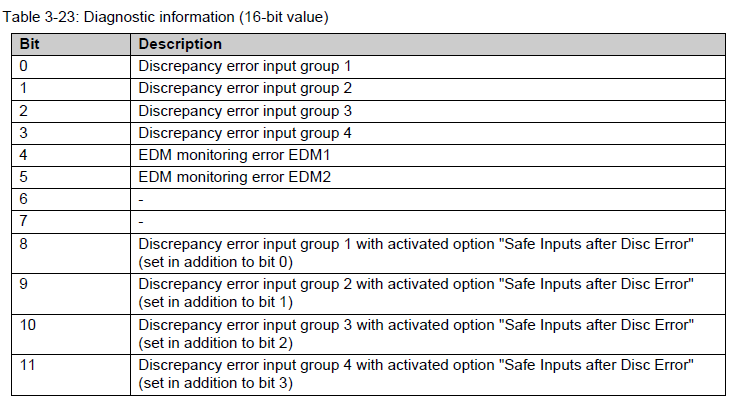 Table 3-23: Diagnostic information (16-bit value)
Bit Description
0 Discrepancy error input group 1
1 Discrepancy error input group 2
2 Discrepancy error input group 3
3 Discrepancy error input group 4
4 EDM monitoring error EDM1
5 EDM monitoring error EDM2
6 -
7 -
8 Discrepancy error input group 1 with activated option "Safe Inputs after Disc Error"
(set in addition to bit 0)
9 Discrepancy error input group 2 with activated option "Safe Inputs after Disc Error"
(set in addition to bit 1)
10 Discrepancy error input group 3 with activated option "Safe Inputs after Disc Error"
(set in addition to bit 2)
11 Discrepancy error input group 4 with activated option "Safe Inputs after Disc Error"
(set in addition to bit 3)